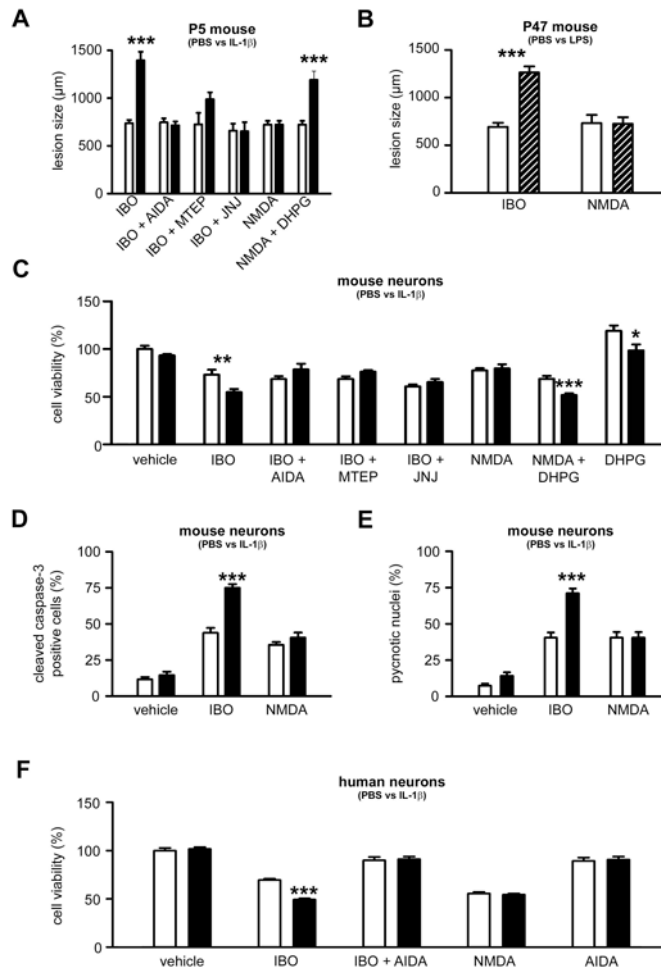 A
P5 mouse
(PBS vs IL-1β)
lesion size (μm)
1500
1000
500
0
***
***
IBO
IBO + AIDA
IBO + MTEP
IBO + JNJ
NMDA
NMDA + DHPG
B
P47 mouse
(PBS vs LPS)
lesion size (μm)
1500
1000
500
0
***
IBO
NMDA
C
mouse neurons
(PBS vs IL-1β)
cell viability (%)
150
100
50
0
**
***
*
vehicle
IBO
IBO +
AIDA
IBO +
MTEP
IBO +
JNJ
NMDA
NMDA +
DHPG
DHPG
D
mouse neurons
(PBS vs IL-1β)
cleaved caspase-3
positive cells (%)
100
75
50
25
0
***
vehicle
IBO
NMDA
E
mouse neurons
(PBS vs IL-1β)
pycnotic nuclei (%)
100
75
50
25
0
***
vehicle
IBO
NMDA
F
human neurons
(PBS vs IL-1β)
cell viability (%)
150
100
50
0
***
vehicle
IBO
IBO + AIDA
NMDA
AIDA